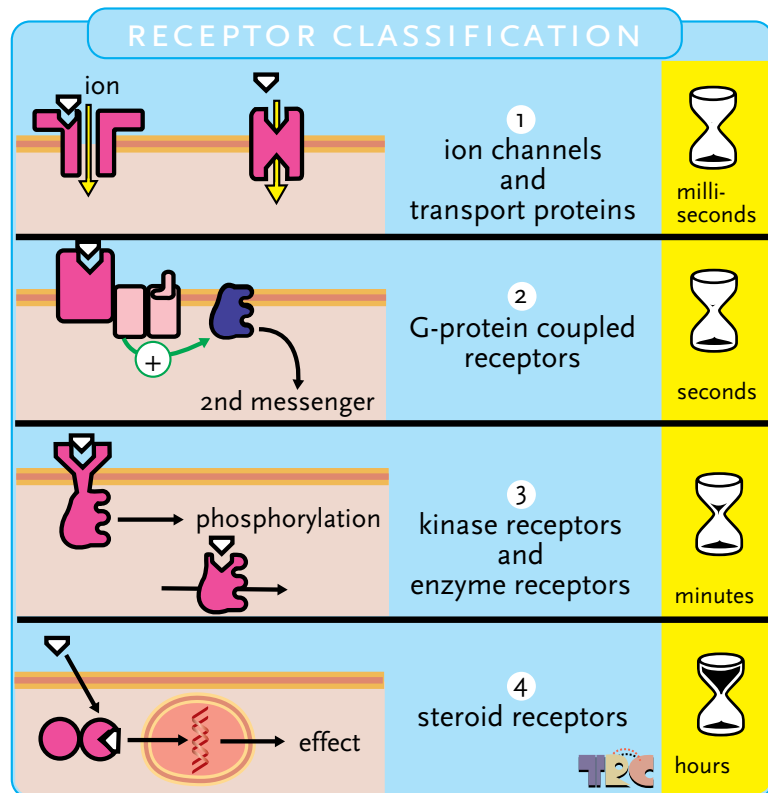 RECEPTOR CLASSIFICATION
ion
1
ion channels
and
transport proteins
milli-
seconds
+
2nd messenger
2
G-protein coupled
receptors
seconds
phosphorylation
3
kinase receptors
and
enzyme receptors
minutes
effect
4
steroid receptors
TRC
hours